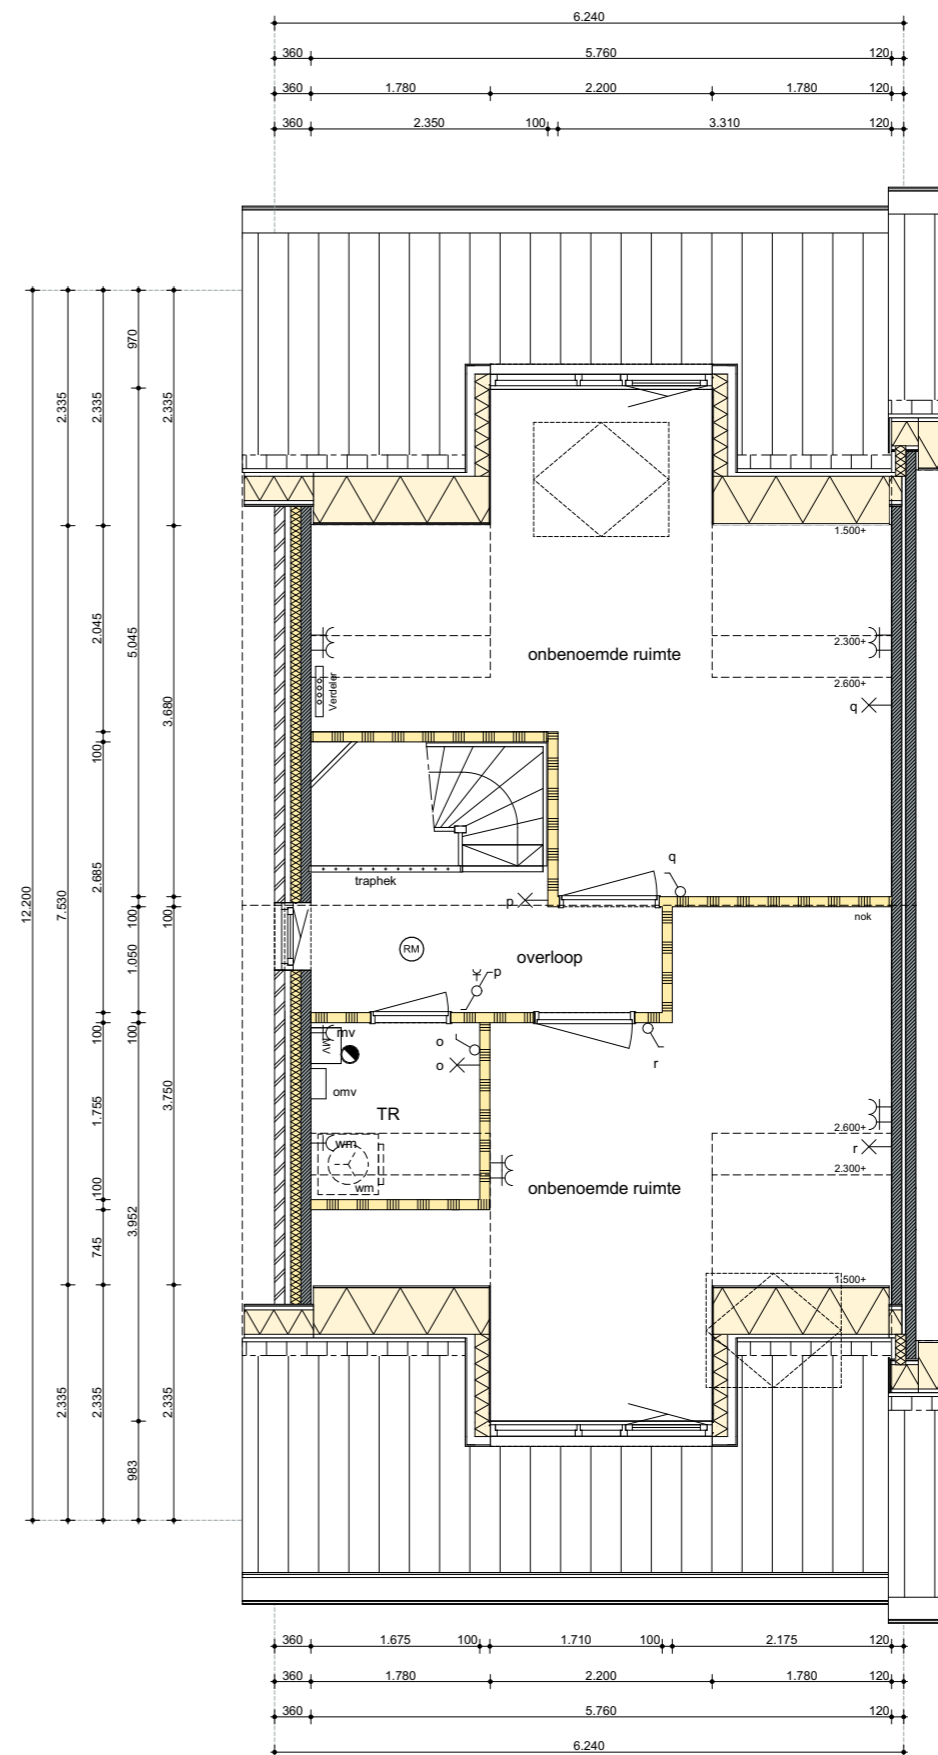 6.240
360 5.760 120
360 1.780 2.200 1.780 120
360 2.350 100 3.310 120
970
2.335 2.335 2.335
1.500+
2.045 5.045
2.300+
onbenoemde ruimte
3.880
Verdeler
2.600+
q
100
2.685
q
traphek
p
12.200 7.530 100 100
nok
RM
overloop
1.050
p
100 100
mv
MV
o
o
r
omv
TR
1.755 3.750
2.600+
wm
r
2.300+
wm
onbenoemde ruimte
100
3.952
745
1.500+
2.335 2.335 2.335
983
360 1.675 100 1.710 100 2.175 120
360 1.780 2.200 1.780 120
360 5.760 120
6.240